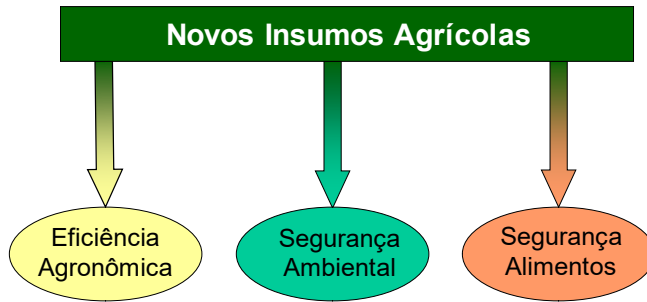 Novos Insumos Agrícolas
Eficiência
Agronômica
Segurança
Ambiental
Segurança
Alimentos